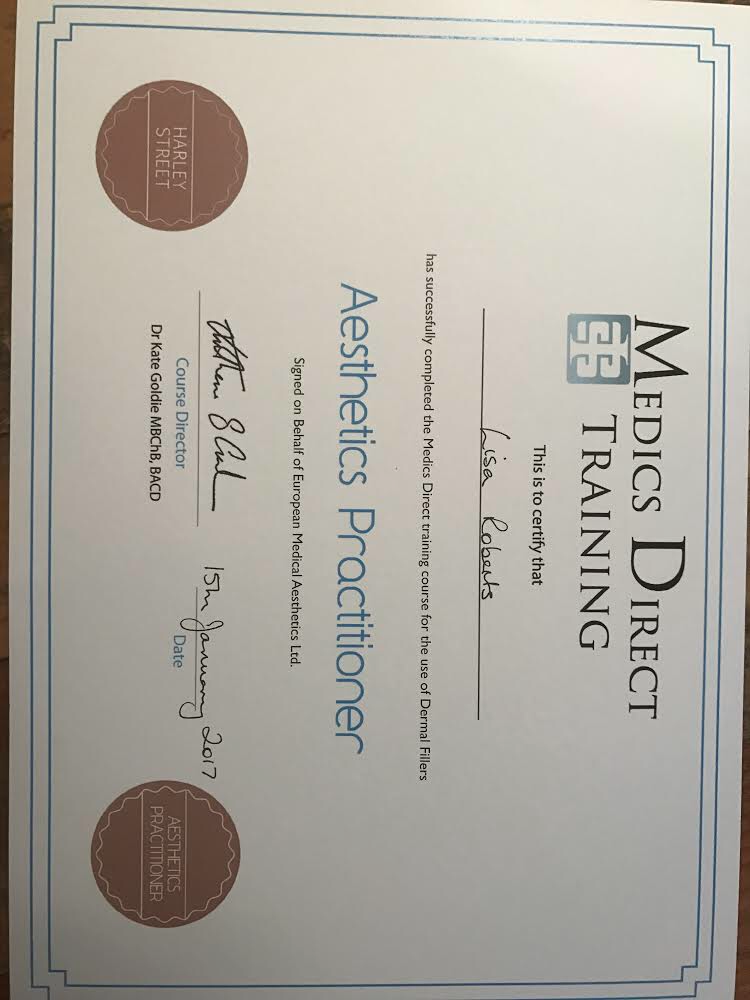 MEDICS DIRECT
TRAINING
This is to certify that
Lisa Roberts
has successfully completed the Medics Direct training course for the use of Dermal Fillers
Aesthetics Practitioner
Signed on Behalf of European Medical Aesthetics Ltd.
15th January 2017
Course Director
Date
Dr Kate Goldie MBChB, BACD
HARLEY
STREET
AESTHETICS
PRACTITIONER